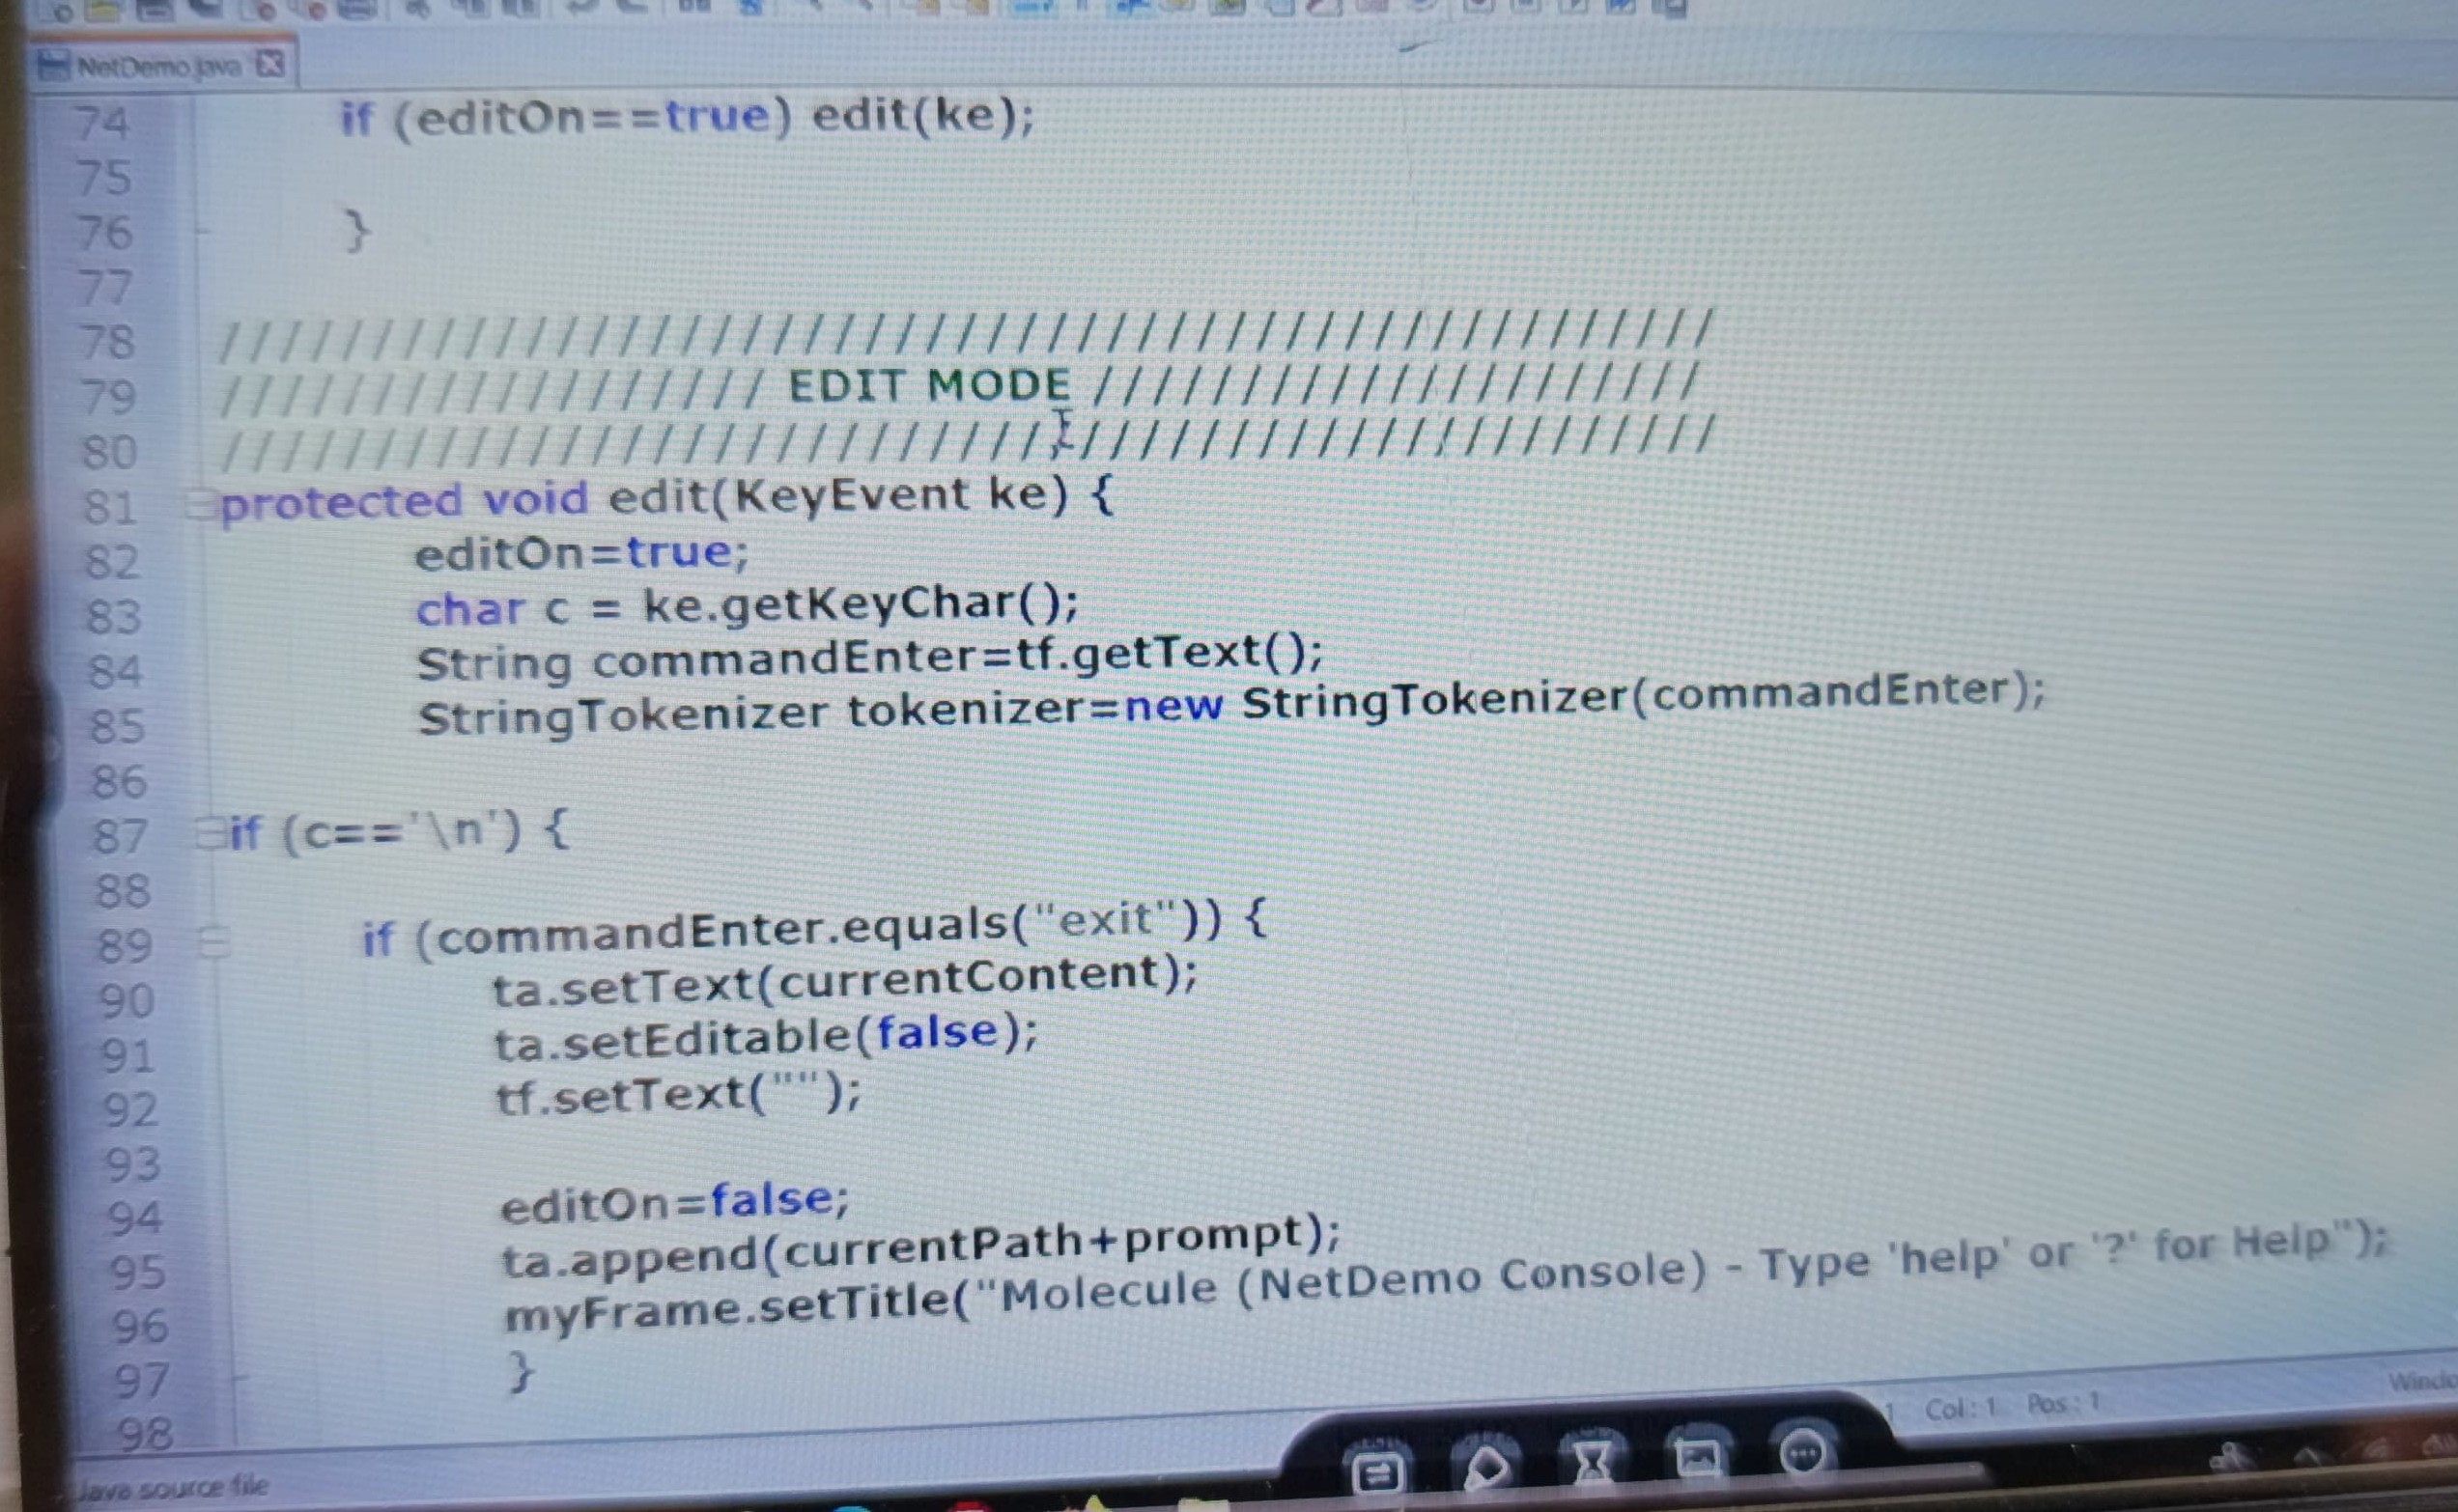 NetDemo.java
74 if (editOn==true) edit(ke);
75
76 }
77
78 /////////////////////////////////////////////////
79 ////////////////// EDIT MODE ////////////////////
80 /////////////////////////////////////////////////
81 protected void edit(KeyEvent ke) {
82 editOn=true;
83 char c = ke.getKeyChar();
84 String commandEnter=tf.getText();
85 StringTokenizer tokenizer=new StringTokenizer(commandEnter);
86
87 if (c=='\n') {
88
89 if (commandEnter.equals("exit")) {
90 ta.setText(currentContent);
91 ta.setEditable(false);
92 tf.setText("");
93
94 editOn=false;
95 ta.append(currentPath+prompt);
96 myFrame.setTitle("Molecule (NetDemo Console) - Type 'help' or '?' for Help");
97 }
98
Java source file
1 Col : 1 Pos : 1